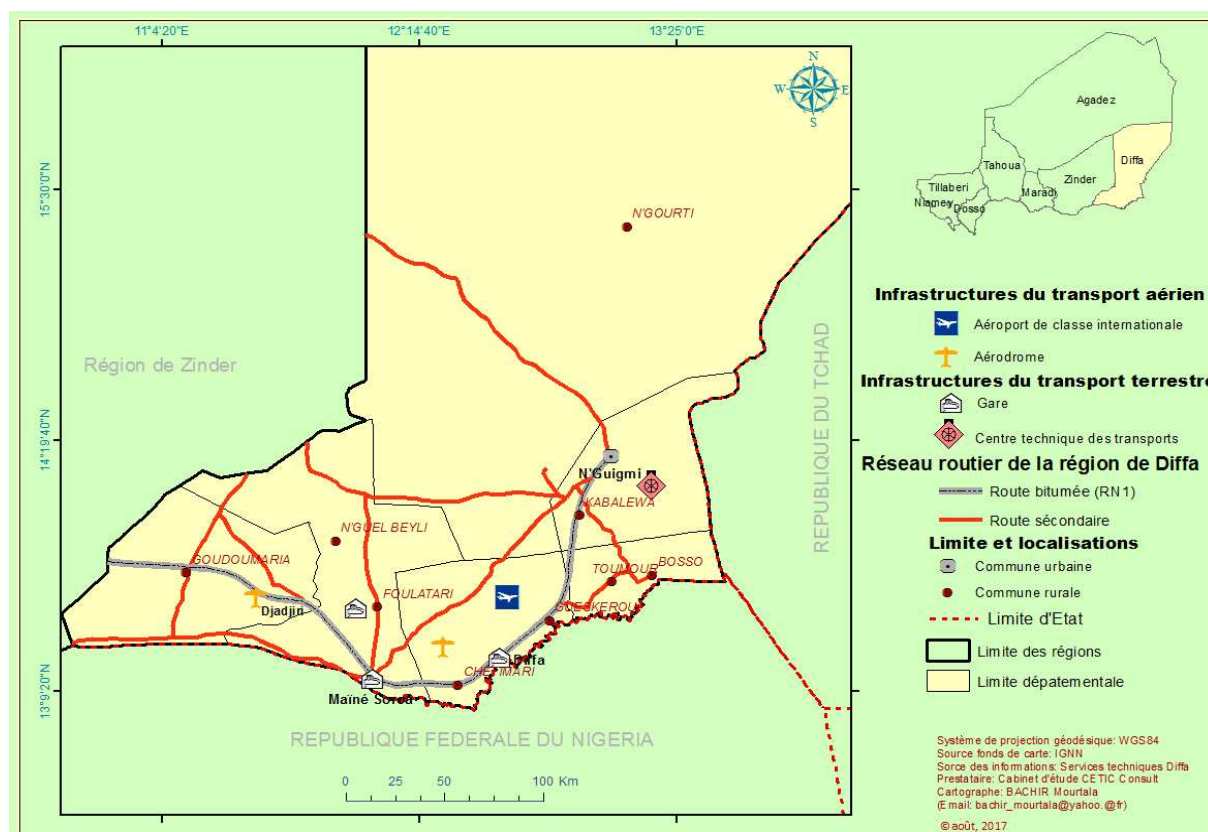 11°4'20"E
12°14'40"E
13°25'0"E
15°30'0"N
14°19'40"N
13°9'20"N
N
W
E
S
N'GOURTI
Région de Zinder
REPUBLIQUE DU TCHAD
N'Guigmi
KABALEWA
N'GUEL BEYLI
GOUDOUMARIA
TOUMOUR
BOSSO
FOULATARI
Djadjiri
GUESKEROU
Diffa
CHETIMARI
Maïné Soroa
REPUBLIQUE FEDERALE DU NIGERIA
0 25 50 100 Km
Agadez
Diffa
Tahoua
Zinder
Tillaberi
Maradi
Niamey
Dosso
Infrastructures du transport aérien
Aéroport de classe internationale
Aérodrome
Infrastructures du transport terrestre
Gare
Centre technique des transports
Réseau routier de la région de Diffa
Route bitumée (RN1)
Route sécondaire
Limite et localisations
Commune urbaine
Commune rurale
Limite d'Etat
Limite des régions
Limite dépatementale
Système de projection géodésique: WGS84
Source fonds de carte: IGNN
Sorce des informations: Services techniques Diffa
Prestataire: Cabinet d'étude CETIC Consult
Cartographe: BACHIR Mourtala
(Email: bachir_mourtala@yahoo.@fr)
©août, 2017